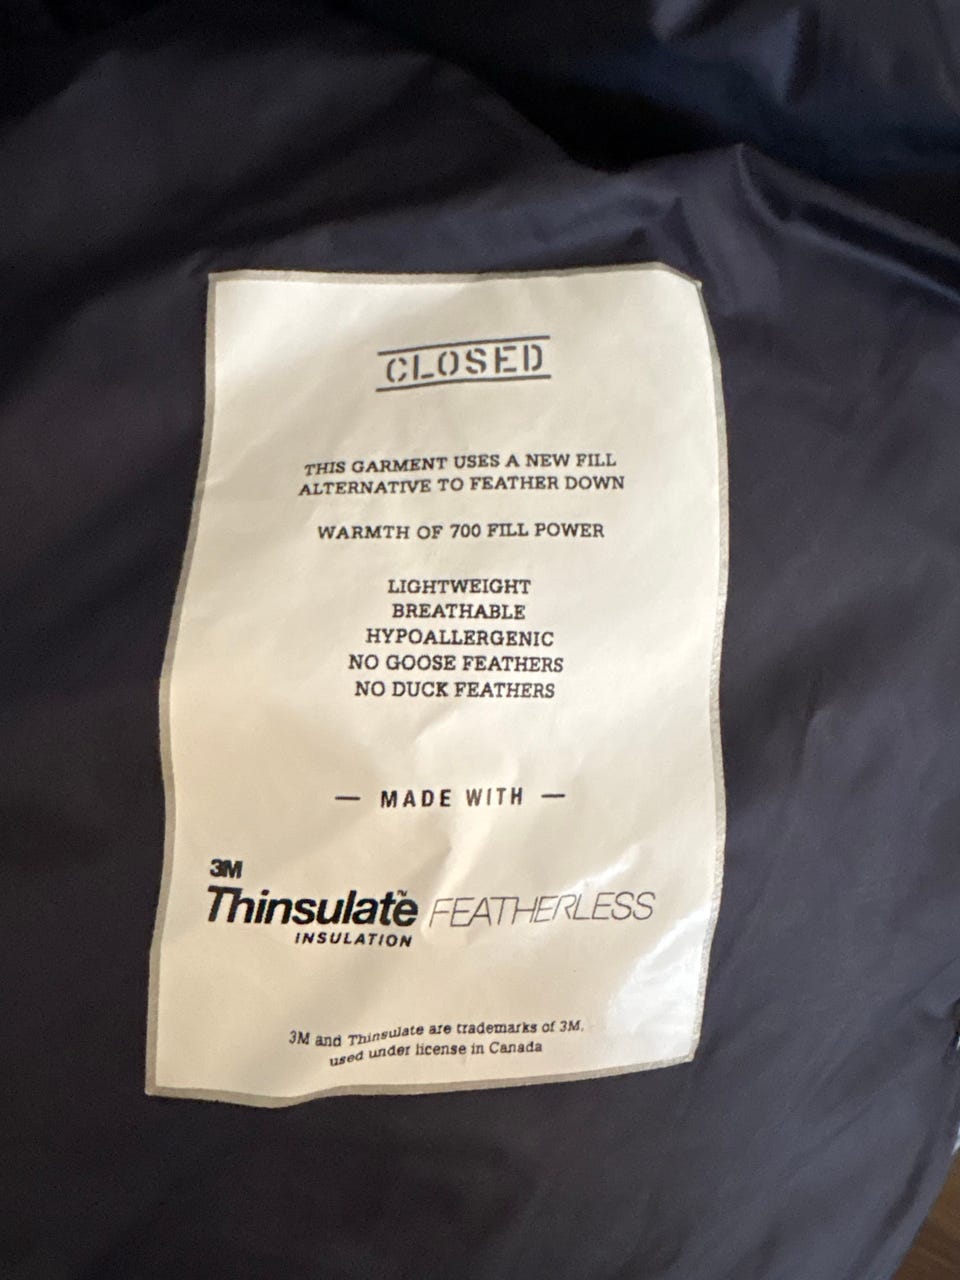 CLOSED
THIS GARMENT USES A NEW FILL
ALTERNATIVE TO FEATHER DOWN
WARMTH OF 700 FILL POWER
LIGHTWEIGHT
BREATHABLE
HYPOALLERGENIC
NO GOOSE FEATHERS
NO DUCK FEATHERS
— MADE WITH —
3M
Thinsulate™ FEATHERLESS
INSULATION
3M and Thinsulate are trademarks of 3M,
used under license in Canada